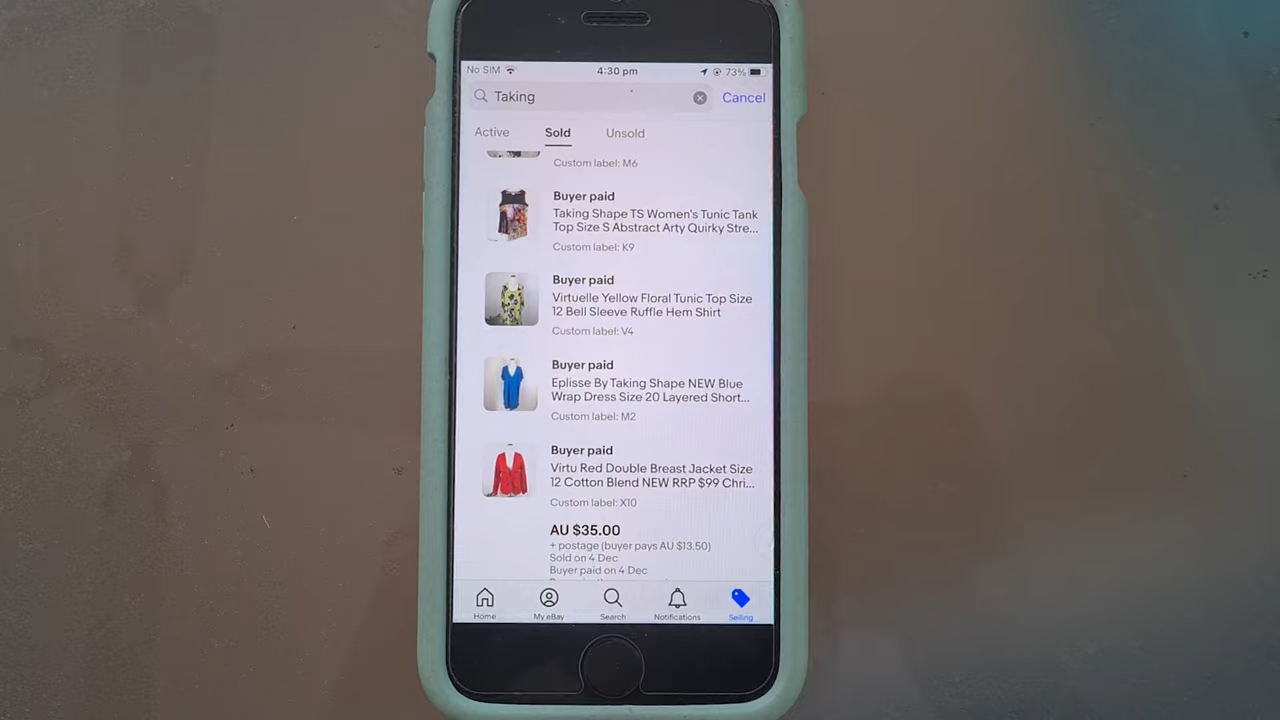 No SIM 4:30 pm 73%
Taking Cancel
Active Sold Unsold
Custom label: M6
Buyer paid
Taking Shape TS Women's Tunic Tank
Top Size S Abstract Arty Quirky Stre...
Custom label: K9
Buyer paid
Virtuelle Yellow Floral Tunic Top Size
12 Bell Sleeve Ruffle Hem Shirt
Custom label: V4
Buyer paid
Eplisse By Taking Shape NEW Blue
Wrap Dress Size 20 Layered Short...
Custom label: M2
Buyer paid
Virtu Red Double Breast Jacket Size
12 Cotton Blend NEW RRP $99 Chri...
Custom label: X10
AU $35.00
+ postage (buyer pays AU $13.50)
Sold on 4 Dec
Buyer paid on 4 Dec
Home My eBay Search Notifications Selling